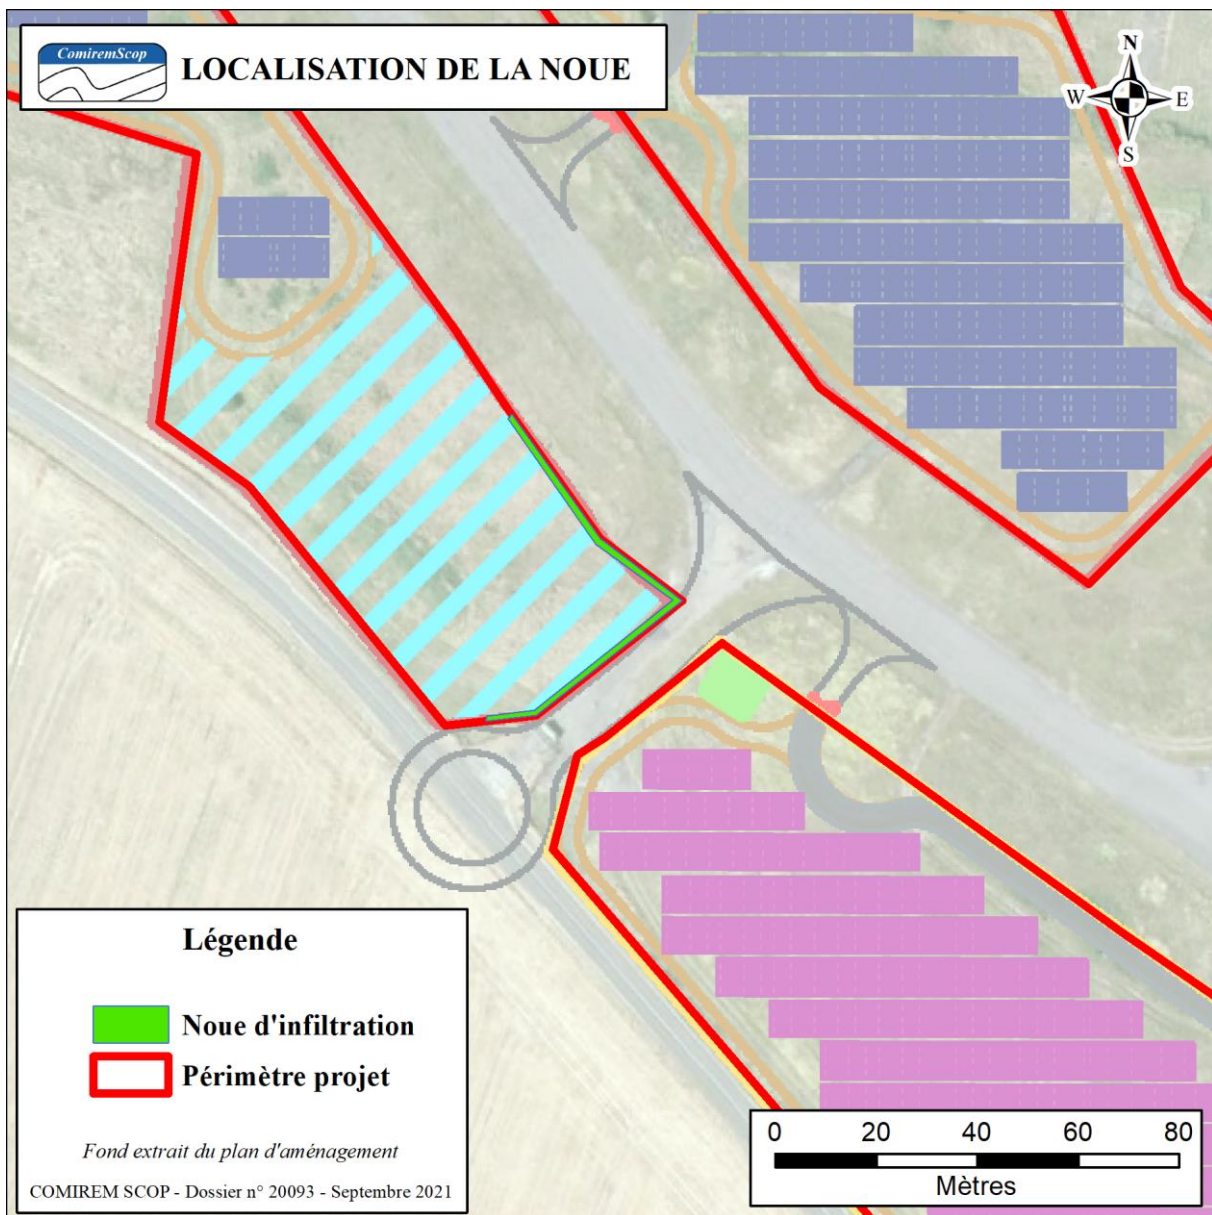 ComiremScop
LOCALISATION DE LA NOUE
N
W E
S
Légende
Noue d'infiltration
Périmètre projet
Fond extrait du plan d'aménagement
COMIREM SCOP - Dossier n° 20093 - Septembre 2021
0 20 40 60 80
Mètres